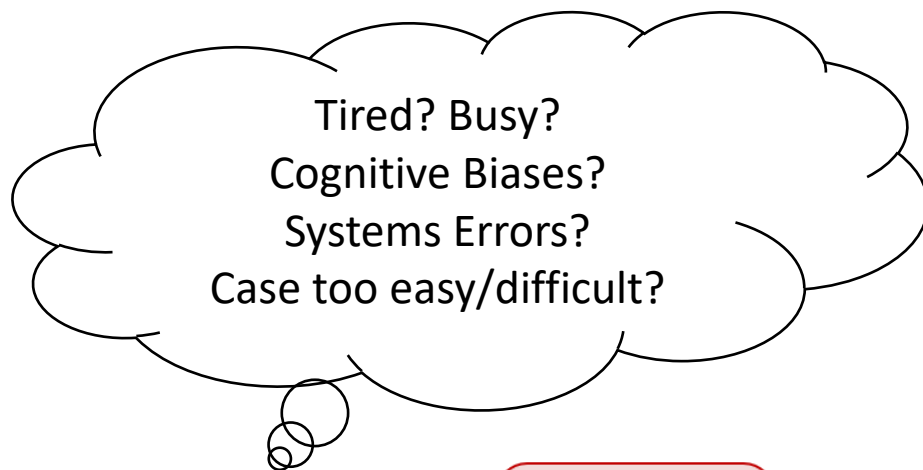 Tired? Busy?
Cognitive Biases?
Systems Errors?
Case too easy/difficult?